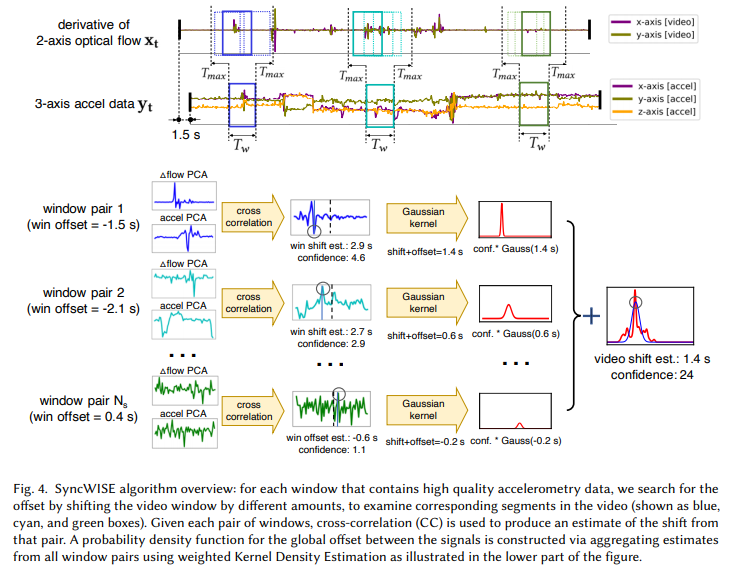 derivative of
2-axis optical flow xt
x-axis [video]
y-axis [video]
Tmax Tmax Tmax Tmax Tmax Tmax
3-axis accel data yt
x-axis [accel]
y-axis [accel]
z-axis [accel]
1.5 s
Tw Tw Tw
△flow PCA
window pair 1
(win offset = -1.5 s)
accel PCA
cross
correlation
win shift est.: 2.9 s
confidence: 4.6
Gaussian
kernel
shift+offset=1.4 s
conf.* Gauss(1.4 s)
△flow PCA
window pair 2
(win offset = -2.1 s)
accel PCA
cross
correlation
win shift est.: 2.7 s
confidence: 2.9
Gaussian
kernel
shift+offset=0.6 s
conf. * Gauss(0.6 s)
+
video shift est.: 1.4 s
confidence: 24
... ... ...
△flow PCA
window pair Ns
(win offset = 0.4 s)
accel PCA
cross
correlation
win offset est.: -0.6 s
confidence: 1.1
Gaussian
kernel
shift+offset=-0.2 s
conf. * Gauss(-0.2 s)
Fig. 4. SyncWISE algorithm overview: for each window that contains high quality accelerometry data, we search for the
offset by shifting the video window by different amounts, to examine corresponding segments in the video (shown as blue,
cyan, and green boxes). Given each pair of windows, cross-correlation (CC) is used to produce an estimate of the shift from
that pair. A probability density function for the global offset between the signals is constructed via aggregating estimates
from all window pairs using weighted Kernel Density Estimation as illustrated in the lower part of the figure.